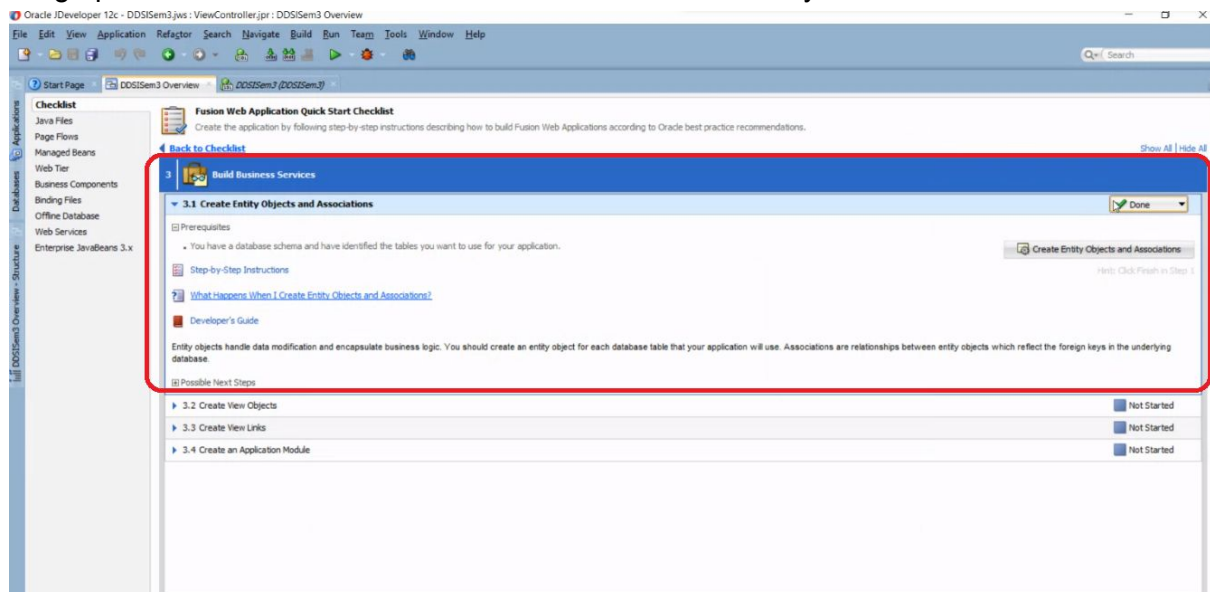 Oracle JDeveloper 12c - DDSISem3.jws : ViewController.jpr : DDSISem3 Overview
File Edit View Application Refactor Search Navigate Build Run Team Tools Window Help
Search
Start Page DDSISem3 Overview DDSISem3 (DDSISem3)
Applications
Databases
DDSISem3 Overview - Structure
Checklist
Java Files
Page Flows
Managed Beans
Web Tier
Business Components
Binding Files
Offline Database
Web Services
Enterprise JavaBeans 3.x
Fusion Web Application Quick Start Checklist
Create the application by following step-by-step instructions describing how to build Fusion Web Applications according to Oracle best practice recommendations.
Back to Checklist Show All | Hide All
3 Build Business Services
3.1 Create Entity Objects and Associations Done
Prerequisites
• You have a database schema and have identified the tables you want to use for your application.
Create Entity Objects and Associations
Step-by-Step Instructions Hint: Click Finish in Step 1
What Happens When I Create Entity Objects and Associations?
Developer's Guide
Entity objects handle data modification and encapsulate business logic. You should create an entity object for each database table that your application will use. Associations are relationships between entity objects which reflect the foreign keys in the underlying
database.
Possible Next Steps
3.2 Create View Objects Not Started
3.3 Create View Links Not Started
3.4 Create an Application Module Not Started